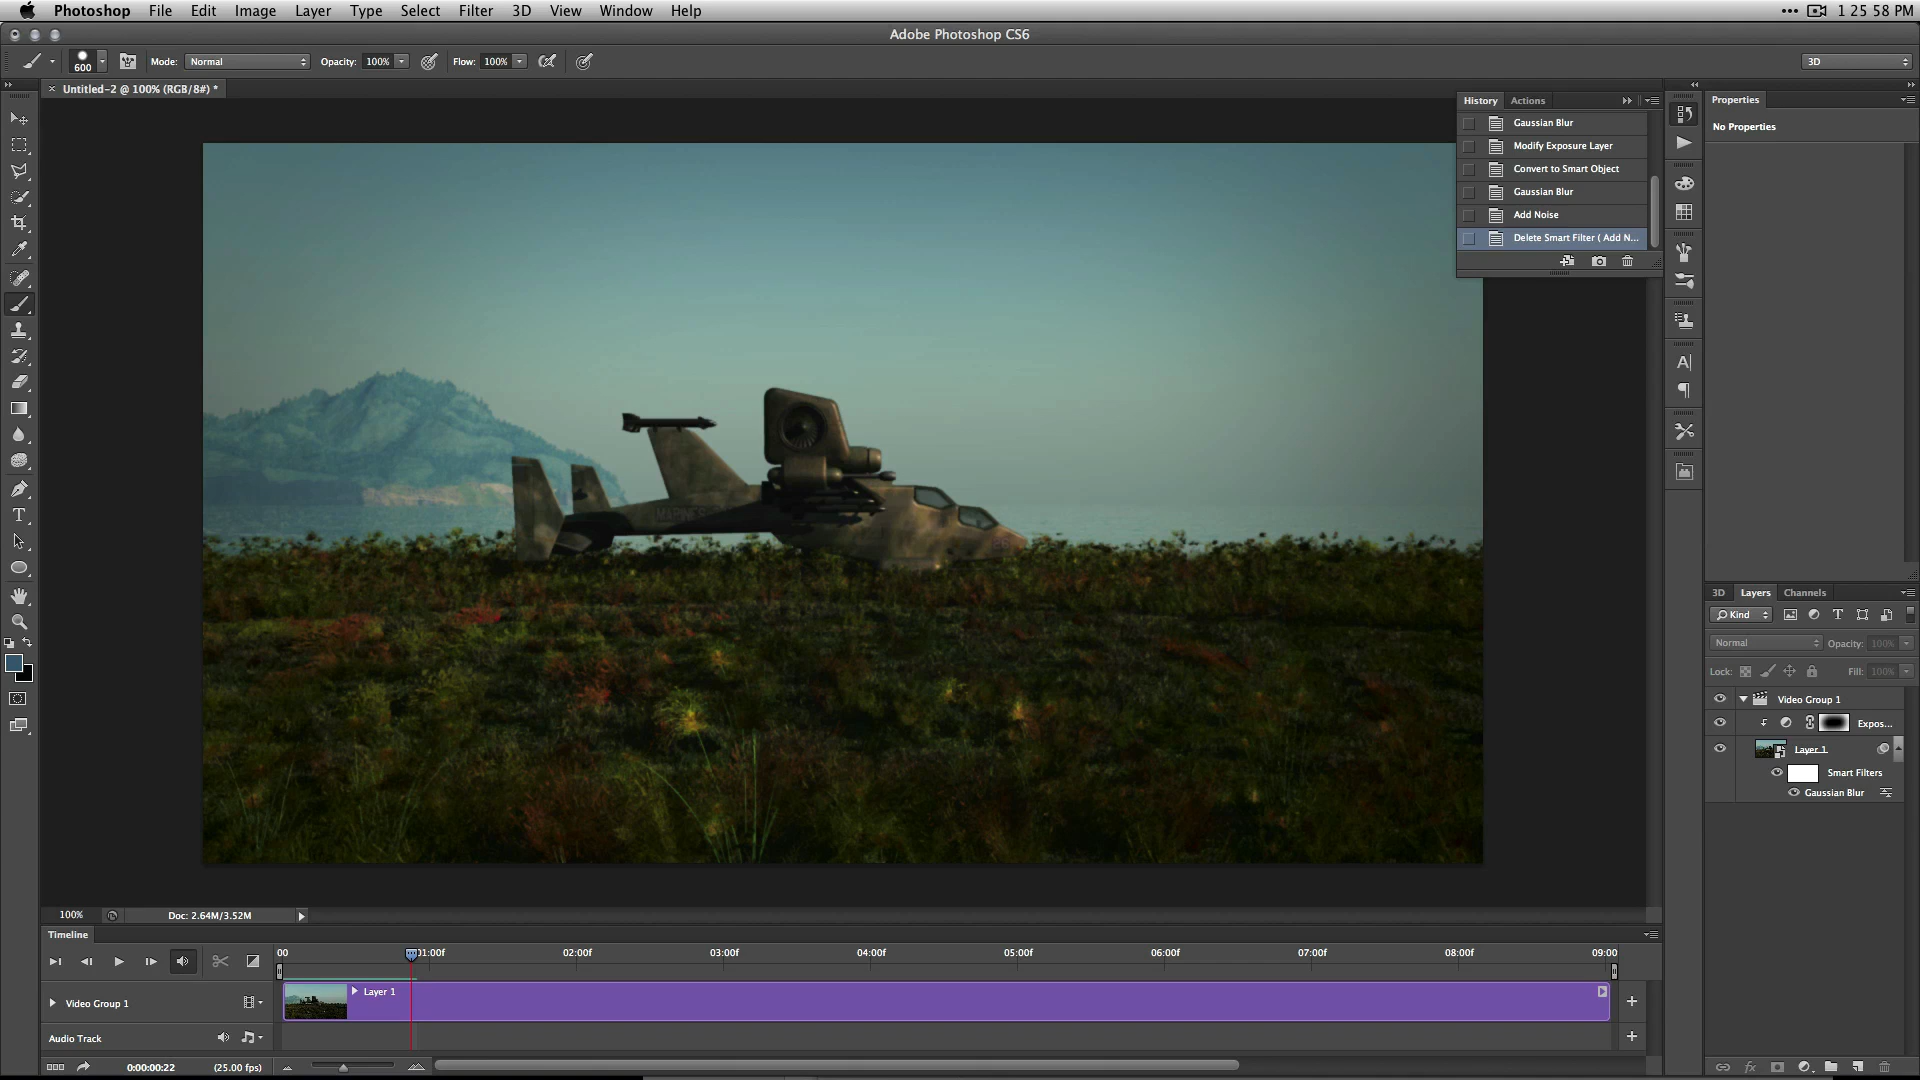 Photoshop File Edit Image Layer Type Select Filter 3D View Window Help 1 25 58 PM
Adobe Photoshop CS6
600 Mode: Normal Opacity: 100% Flow: 100% 3D
Untitled-2 @ 100% (RGB/8#) *
History Actions
Gaussian Blur
Modify Exposure Layer
Convert to Smart Object
Gaussian Blur
Add Noise
Delete Smart Filter ( Add N...
Properties
No Properties
MARINES
3D Layers Channels
Kind
Normal Opacity: 100%
Lock: Fill: 100%
Video Group 1
Expos...
Layer 1
Smart Filters
Gaussian Blur
100% Doc: 2.64M/3.52M
Timeline
00 01:00f 02:00f 03:00f 04:00f 05:00f 06:00f 07:00f 08:00f 09:00
Video Group 1
Layer 1
Audio Track
0:00:00:22 (25.00 fps)